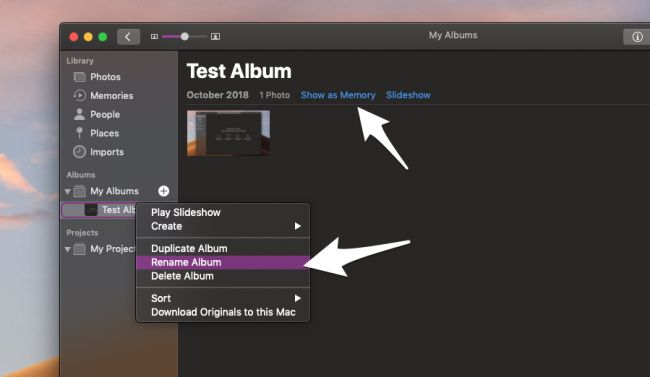 My Albums
Library
Photos
Memories
People
Places
Imports
Albums
My Albums
Test Alb
Projects
My Project
Test Album
October 2018 1 Photo Show as Memory Slideshow
Play Slideshow
Create
Duplicate Album
Rename Album
Delete Album
Sort
Download Originals to this Mac